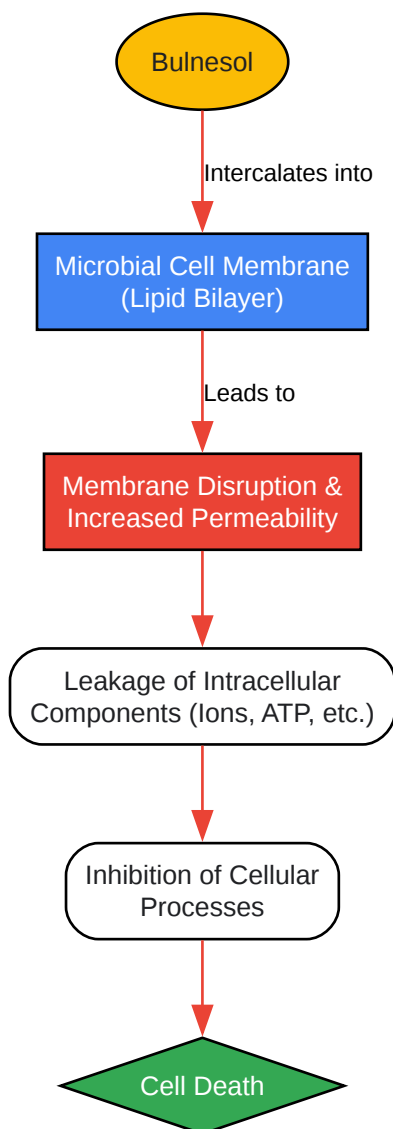 Bulnesol
Intercalates into
Microbial Cell Membrane
(Lipid Bilayer)
Leads to
Membrane Disruption &
Increased Permeability
Leakage of Intracellular
Components (Ions, ATP, etc.)
Inhibition of Cellular
Processes
Cell Death